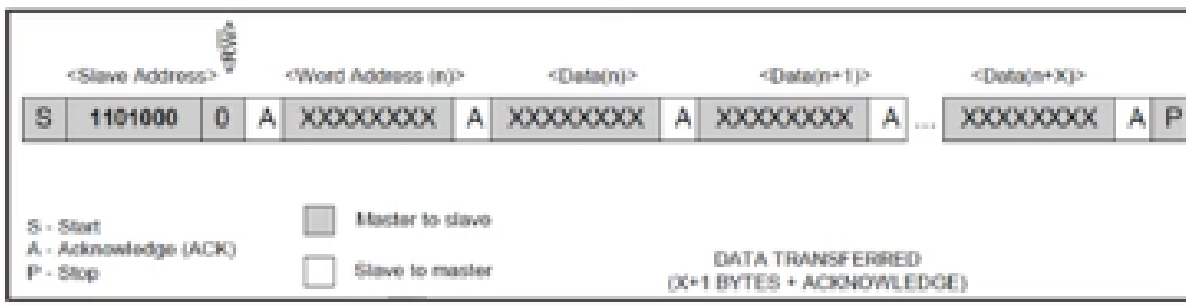 <R/W>
<Slave Address> <Word Address (n)> <Data(n)> <Data(n+1)> <Data(n+X)>
S 1101000 0 A XXXXXXXX A XXXXXXXX A XXXXXXXX A ... XXXXXXXX A P
S - Start
A - Acknowledge (ACK)
P - Stop
Master to slave
Slave to master
DATA TRANSFERRED
(X+1 BYTES + ACKNOWLEDGE)